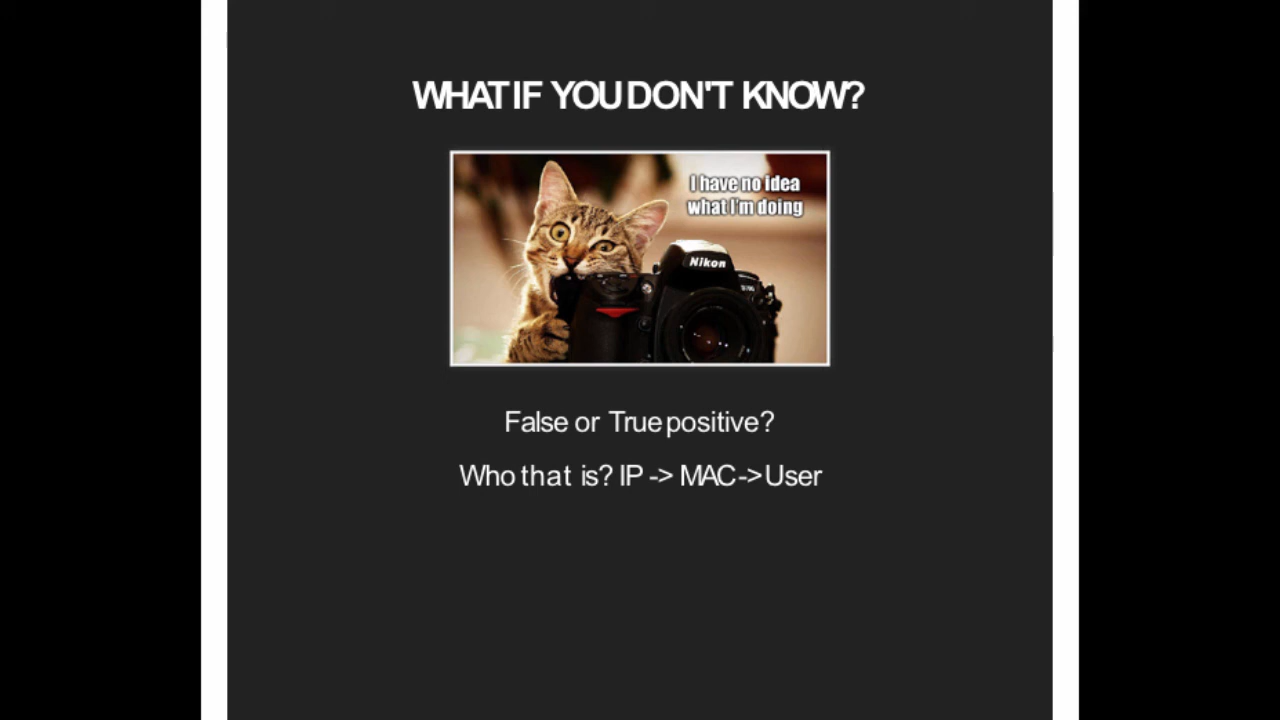 WHAT IF YOU DON'T KNOW?
I have no idea
what I'm doing
Nikon
D700
False or True positive?
Who that is? IP -> MAC->User